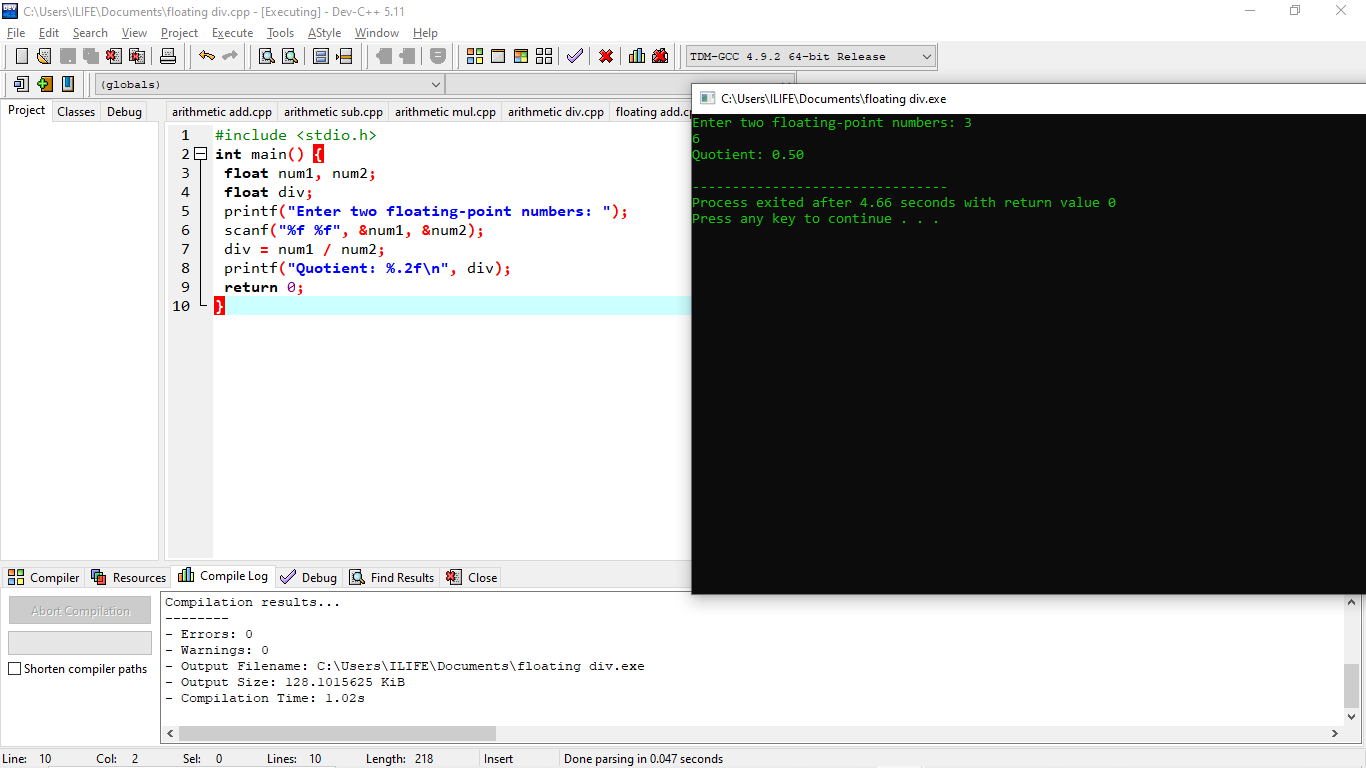 C:\Users\ILIFE\Documents\floating div.cpp - [Executing] - Dev-C++ 5.11
File Edit Search View Project Execute Tools AStyle Window Help
TDM-GCC 4.9.2 64-bit Release
(globals)
Project Classes Debug
arithmetic add.cpp arithmetic sub.cpp arithmetic mul.cpp arithmetic div.cpp floating add.c
1 #include <stdio.h>
2 int main() {
3 float num1, num2;
4 float div;
5 printf("Enter two floating-point numbers: ");
6 scanf("%f %f", &num1, &num2);
7 div = num1 / num2;
8 printf("Quotient: %.2f\n", div);
9 return 0;
10 }
C:\Users\ILIFE\Documents\floating div.exe
Enter two floating-point numbers: 3
6
Quotient: 0.50
--------------------------------
Process exited after 4.66 seconds with return value 0
Press any key to continue . . .
Compiler Resources Compile Log Debug Find Results Close
Abort Compilation
Shorten compiler paths
Compilation results...
--------
- Errors: 0
- Warnings: 0
- Output Filename: C:\Users\ILIFE\Documents\floating div.exe
- Output Size: 128.1015625 KiB
- Compilation Time: 1.02s
Line: 10 Col: 2 Sel: 0 Lines: 10 Length: 218 Insert Done parsing in 0.047 seconds